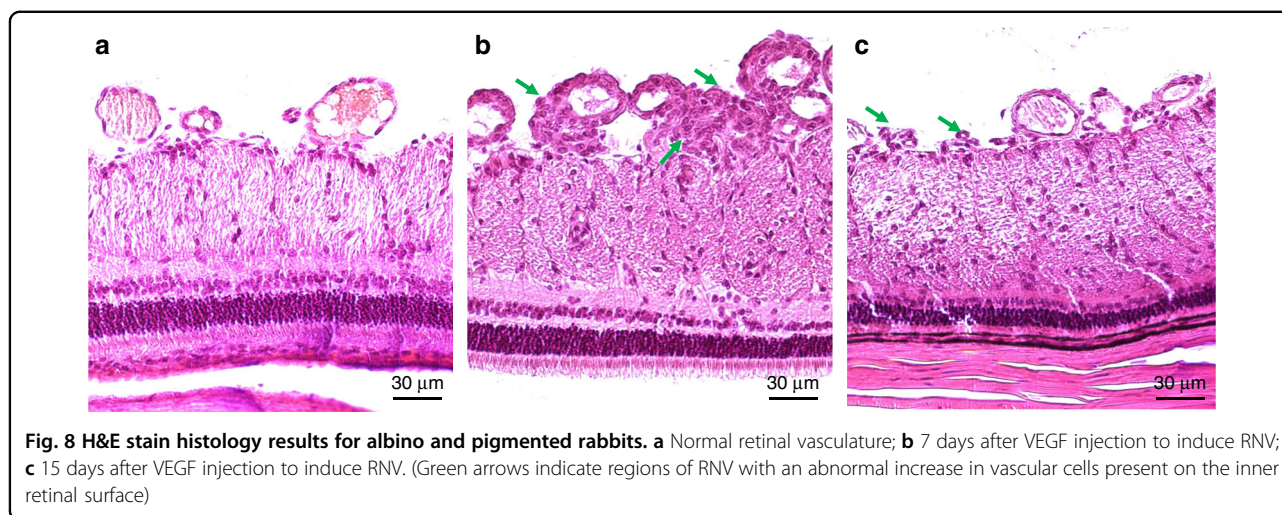 a
b
c
30 μm
30 μm
30 μm
Fig. 8 H&E stain histology results for albino and pigmented rabbits. a Normal retinal vasculature; b 7 days after VEGF injection to induce RNV;
c 15 days after VEGF injection to induce RNV. (Green arrows indicate regions of RNV with an abnormal increase in vascular cells present on the inner
retinal surface)